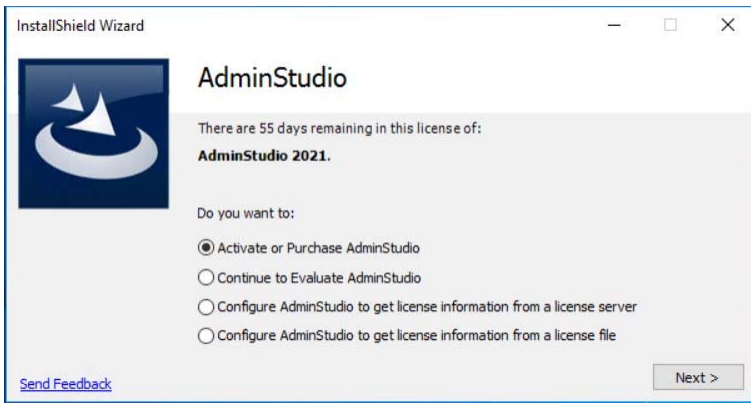 InstallShield Wizard
AdminStudio
There are 55 days remaining in this license of:
AdminStudio 2021.
Do you want to:
Activate or Purchase AdminStudio
Continue to Evaluate AdminStudio
Configure AdminStudio to get license information from a license server
Configure AdminStudio to get license information from a license file
Send Feedback
Next >